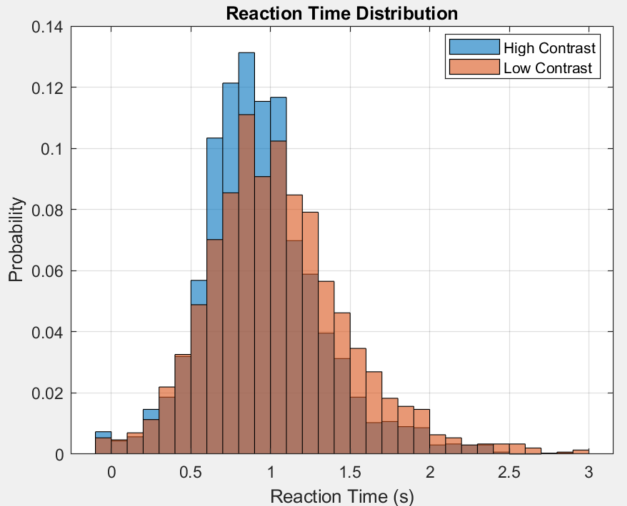 Reaction Time Distribution
High Contrast
Low Contrast
Probability
0.14
0.12
0.1
0.08
0.06
0.04
0.02
0
0 0.5 1 1.5 2 2.5 3
Reaction Time (s)